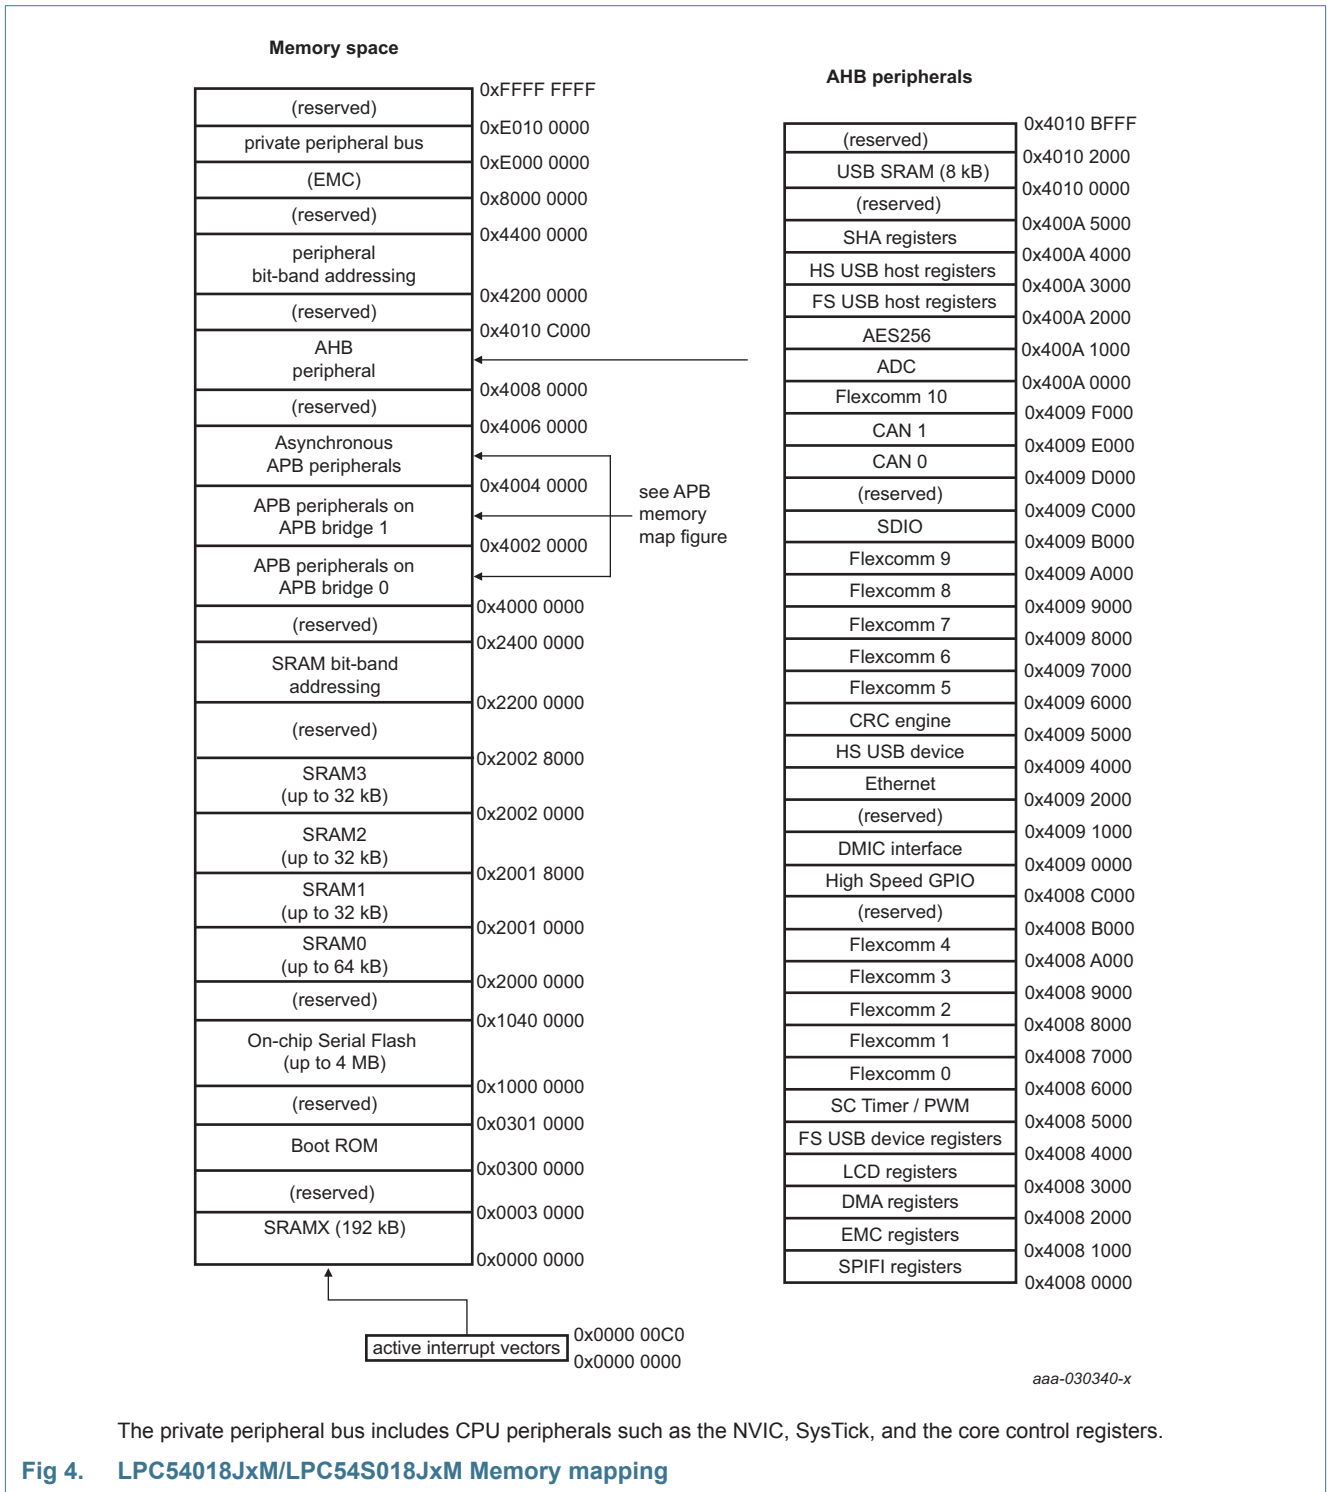 Memory space
0xFFFF FFFF
(reserved)
0xE010 0000
private peripheral bus
0xE000 0000
(EMC)
0x8000 0000
(reserved)
0x4400 0000
peripheral
bit-band addressing
0x4200 0000
(reserved)
0x4010 C000
AHB
peripheral
0x4008 0000
(reserved)
0x4006 0000
Asynchronous
APB peripherals
0x4004 0000
APB peripherals on
APB bridge 1
0x4002 0000
APB peripherals on
APB bridge 0
0x4000 0000
(reserved)
0x2400 0000
SRAM bit-band
addressing
0x2200 0000
(reserved)
0x2002 8000
SRAM3
(up to 32 kB)
0x2002 0000
SRAM2
(up to 32 kB)
0x2001 8000
SRAM1
(up to 32 kB)
0x2001 0000
SRAM0
(up to 64 kB)
0x2000 0000
(reserved)
0x1040 0000
On-chip Serial Flash
(up to 4 MB)
0x1000 0000
(reserved)
0x0301 0000
Boot ROM
0x0300 0000
(reserved)
0x0003 0000
SRAMX (192 kB)
0x0000 0000
active interrupt vectors
0x0000 00C0
0x0000 0000
see APB
memory
map figure
AHB peripherals
0x4010 BFFF
(reserved)
0x4010 2000
USB SRAM (8 kB)
0x4010 0000
(reserved)
0x400A 5000
SHA registers
0x400A 4000
HS USB host registers
0x400A 3000
FS USB host registers
0x400A 2000
AES256
0x400A 1000
ADC
0x400A 0000
Flexcomm 10
0x4009 F000
CAN 1
0x4009 E000
CAN 0
0x4009 D000
(reserved)
0x4009 C000
SDIO
0x4009 B000
Flexcomm 9
0x4009 A000
Flexcomm 8
0x4009 9000
Flexcomm 7
0x4009 8000
Flexcomm 6
0x4009 7000
Flexcomm 5
0x4009 6000
CRC engine
0x4009 5000
HS USB device
0x4009 4000
Ethernet
0x4009 2000
(reserved)
0x4009 1000
DMIC interface
0x4009 0000
High Speed GPIO
0x4008 C000
(reserved)
0x4008 B000
Flexcomm 4
0x4008 A000
Flexcomm 3
0x4008 9000
Flexcomm 2
0x4008 8000
Flexcomm 1
0x4008 7000
Flexcomm 0
0x4008 6000
SC Timer / PWM
0x4008 5000
FS USB device registers
0x4008 4000
LCD registers
0x4008 3000
DMA registers
0x4008 2000
EMC registers
0x4008 1000
SPIFI registers
0x4008 0000
aaa-030340-x
The private peripheral bus includes CPU peripherals such as the NVIC, SysTick, and the core control registers.
Fig 4. LPC54018JxM/LPC54S018JxM Memory mapping